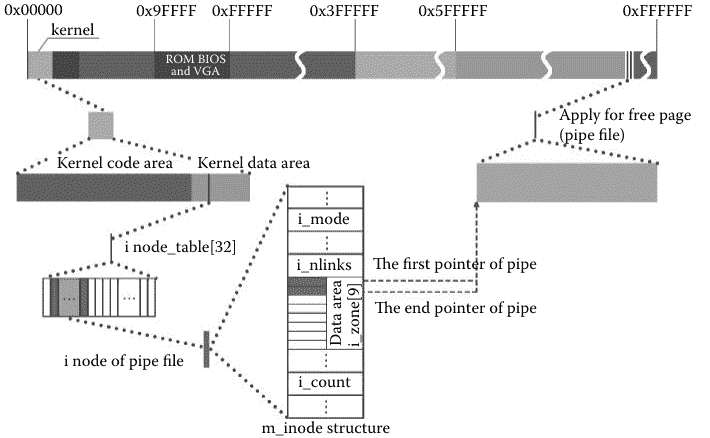 0x00000 0x9FFFF 0xFFFFF 0x3FFFFF 0x5FFFFF 0xFFFFFF
kernel
ROM BIOS
and VGA
Apply for free page
(pipe file)
Kernel code area Kernel data area
i_mode
i node_table[32]
i_nlinks
The first pointer of pipe
Data area
i_zone[9]
The end pointer of pipe
...
...
i node of pipe file
i_count
m_inode structure